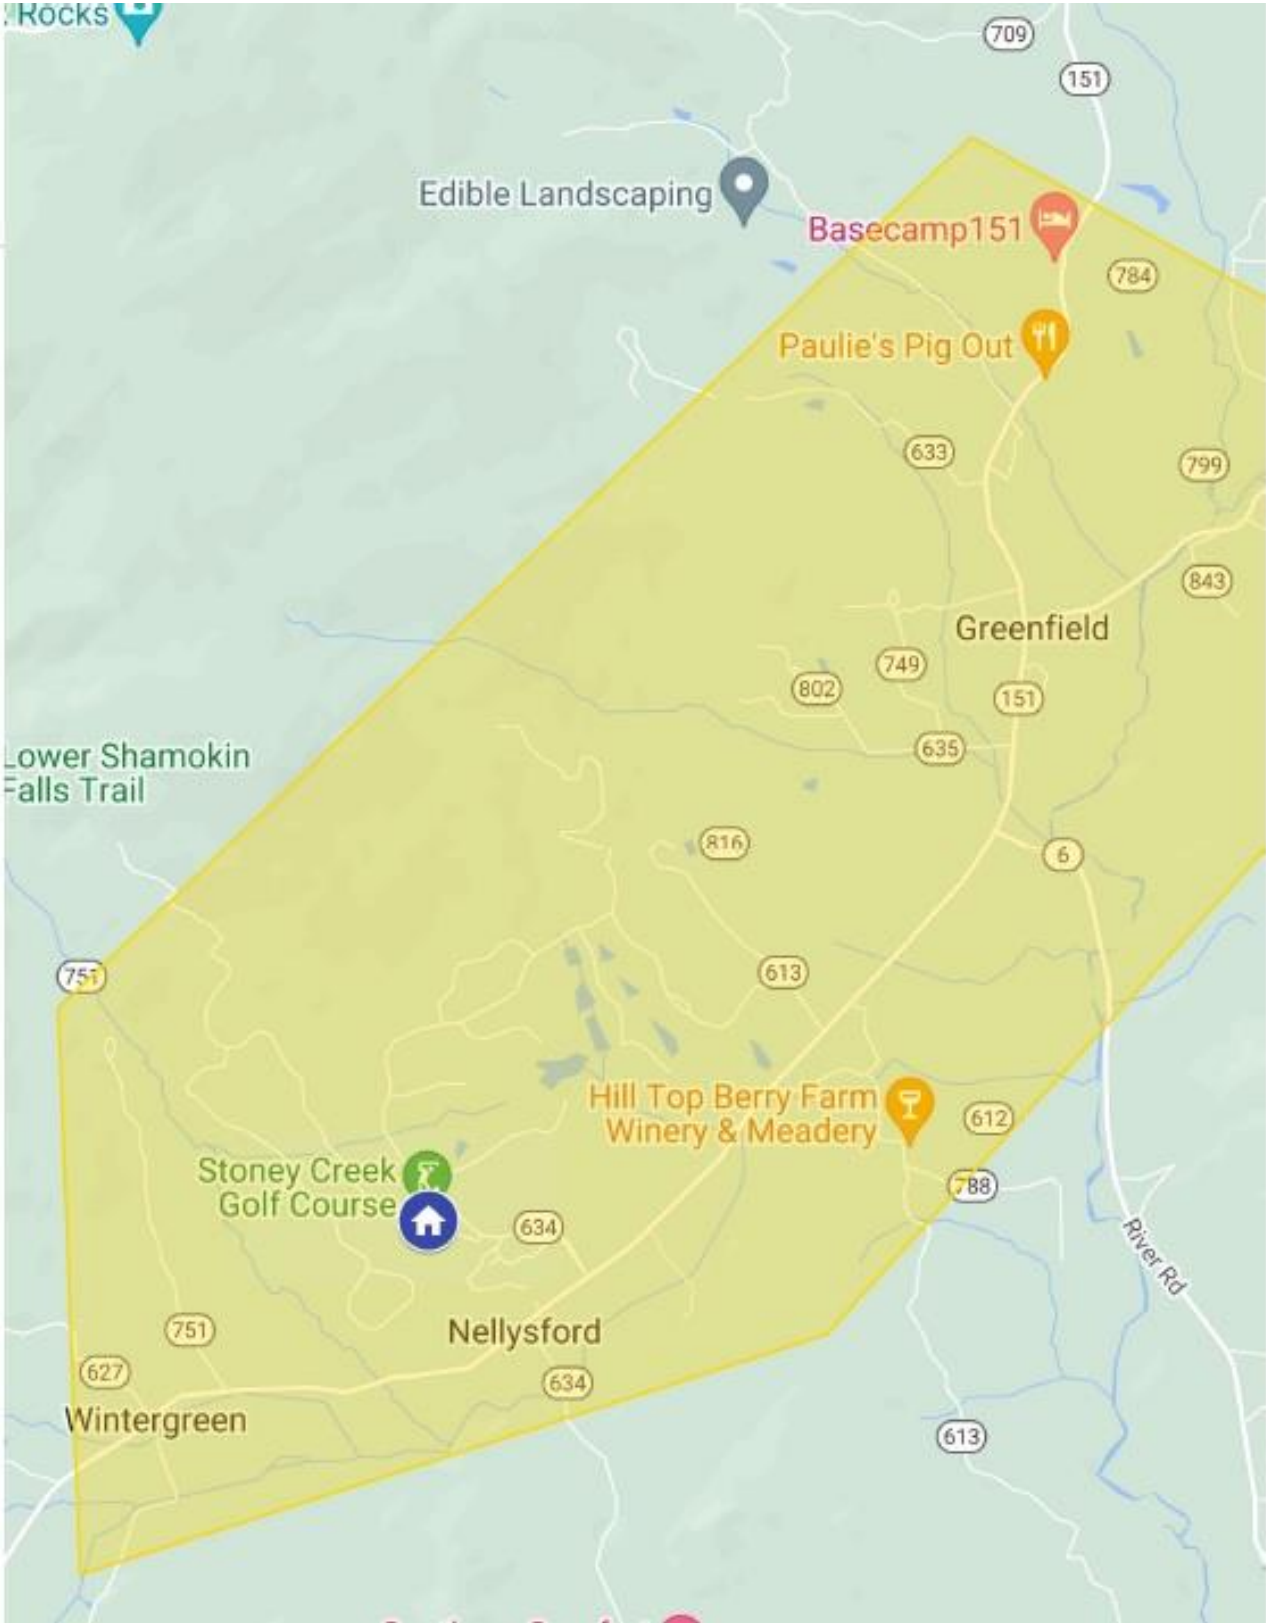 : Rocks
709
151
Edible Landscaping
Basecamp151
784
Paulie's Pig Out
633
799
843
Greenfield
749
802
151
635
Lower Shamokin
Falls Trail
816
6
751
613
Hill Top Berry Farm
Winery & Meadery
612
Stoney Creek
Golf Course
788
634
River Rd
751
Nellysford
627
634
Wintergreen
613